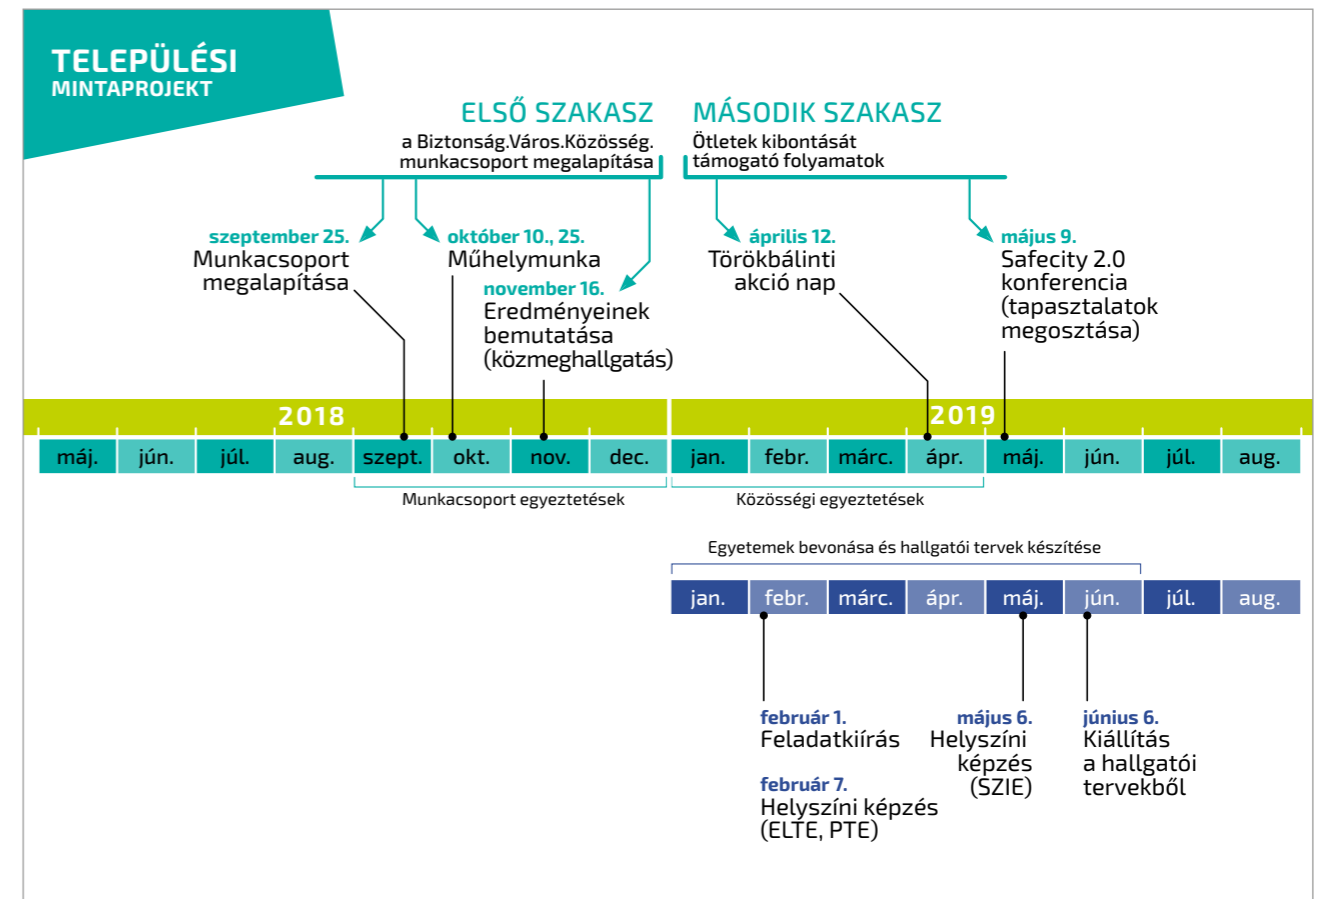 TELEPÜLÉSI
MINTAPROJEKT
ELSŐ SZAKASZ
a Biztonság.Város.Közösség.
munkacsoport megalapítása
MÁSODIK SZAKASZ
Ötletek kibontását
támogató folyamatok
szeptember 25.
Munkacsoport
megalapítása
október 10., 25.
Műhelymunka
november 16.
Eredményeinek
bemutatása
(közmeghallgatás)
április 12.
Törökbálinti
akció nap
május 9.
Safecity 2.0
konferencia
(tapasztalatok
megosztása)
2018
2019
máj. jún. júl. aug. szept. okt. nov. dec. jan. febr. márc. ápr. máj. jún. júl. aug.
Munkacsoport egyeztetések
Közösségi egyeztetések
Egyetemek bevonása és hallgatói tervek készítése
jan. febr. márc. ápr. máj. jún. júl. aug.
február 1.
Feladatkiírás
február 7.
Helyszíni képzés
(ELTE, PTE)
május 6.
Helyszíni
képzés
(SZIE)
június 6.
Kiállítás
a hallgatói
tervekből